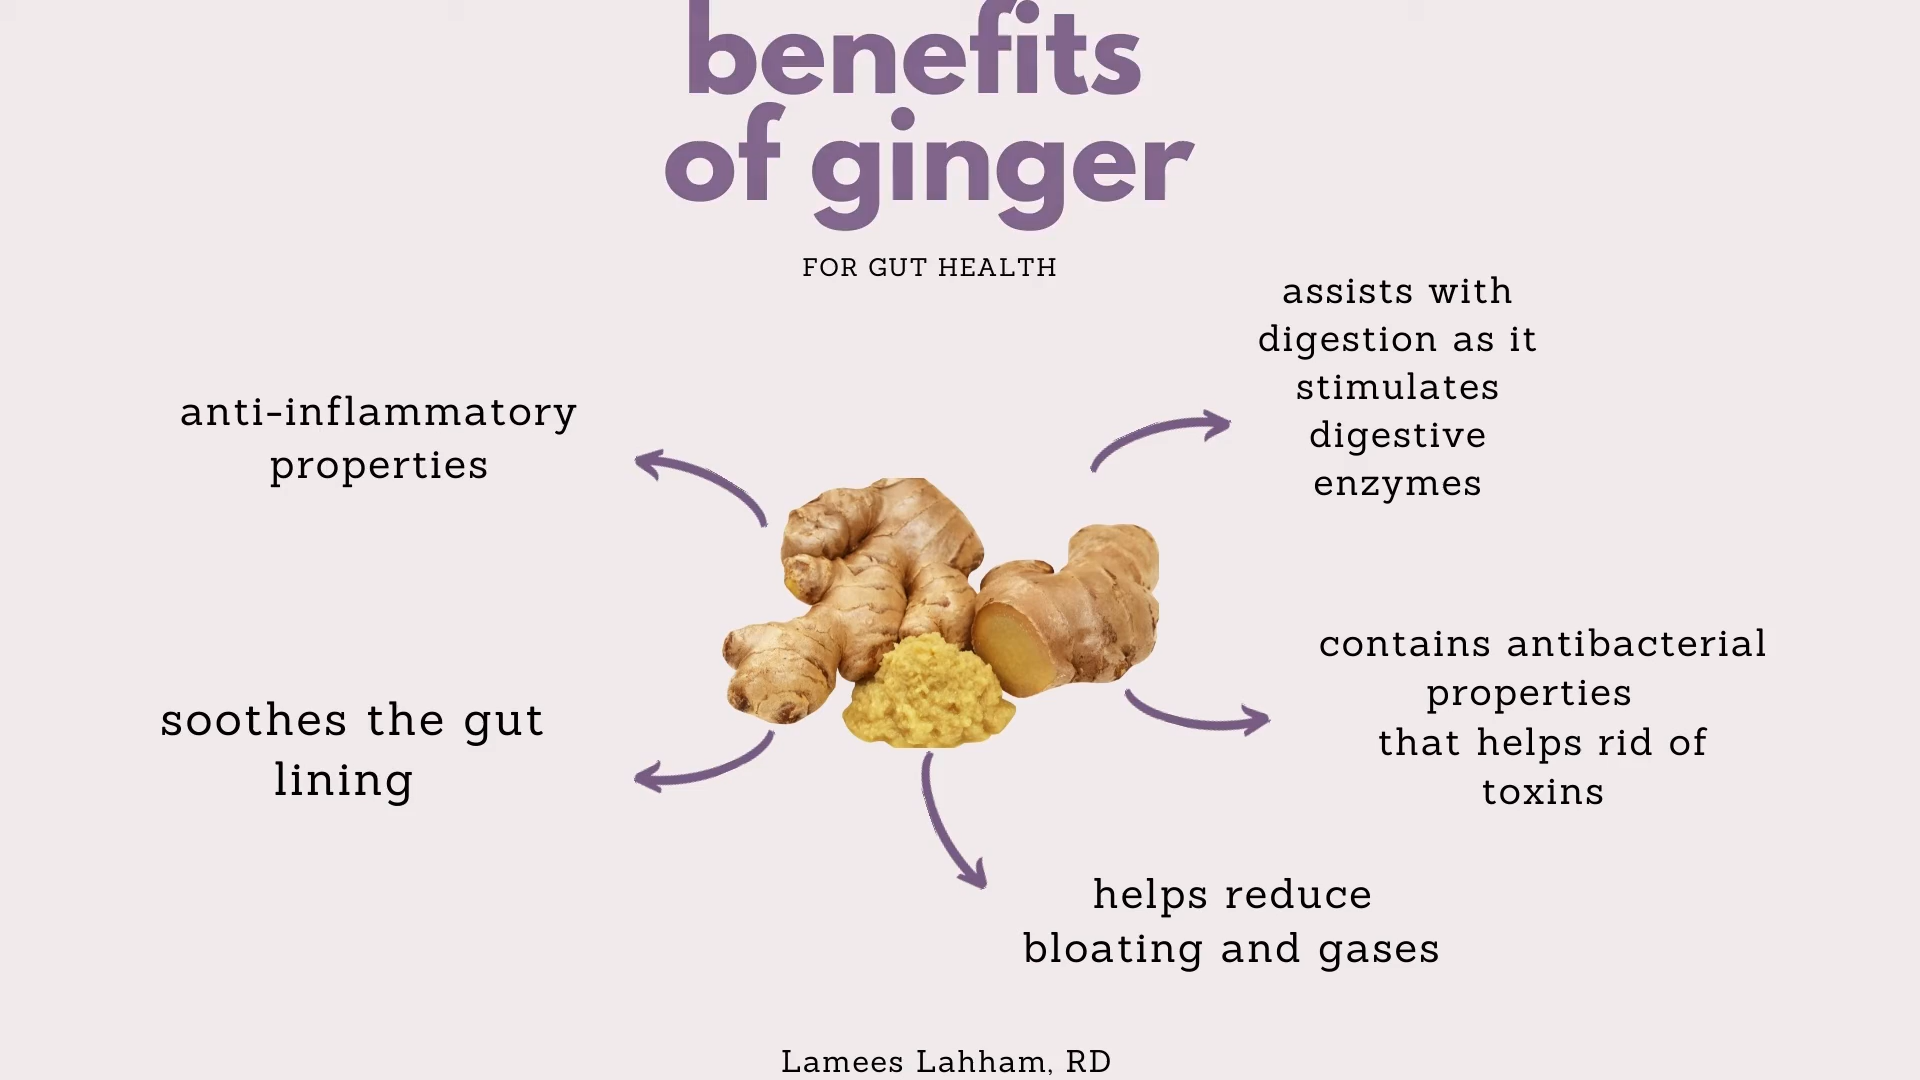 benefits
of ginger
FOR GUT HEALTH
assists with
digestion as it
stimulates
digestive
enzymes
anti-inflammatory
properties
contains antibacterial
properties
that helps rid of
toxins
soothes the gut
lining
helps reduce
bloating and gases
Lamees Lahham, RD